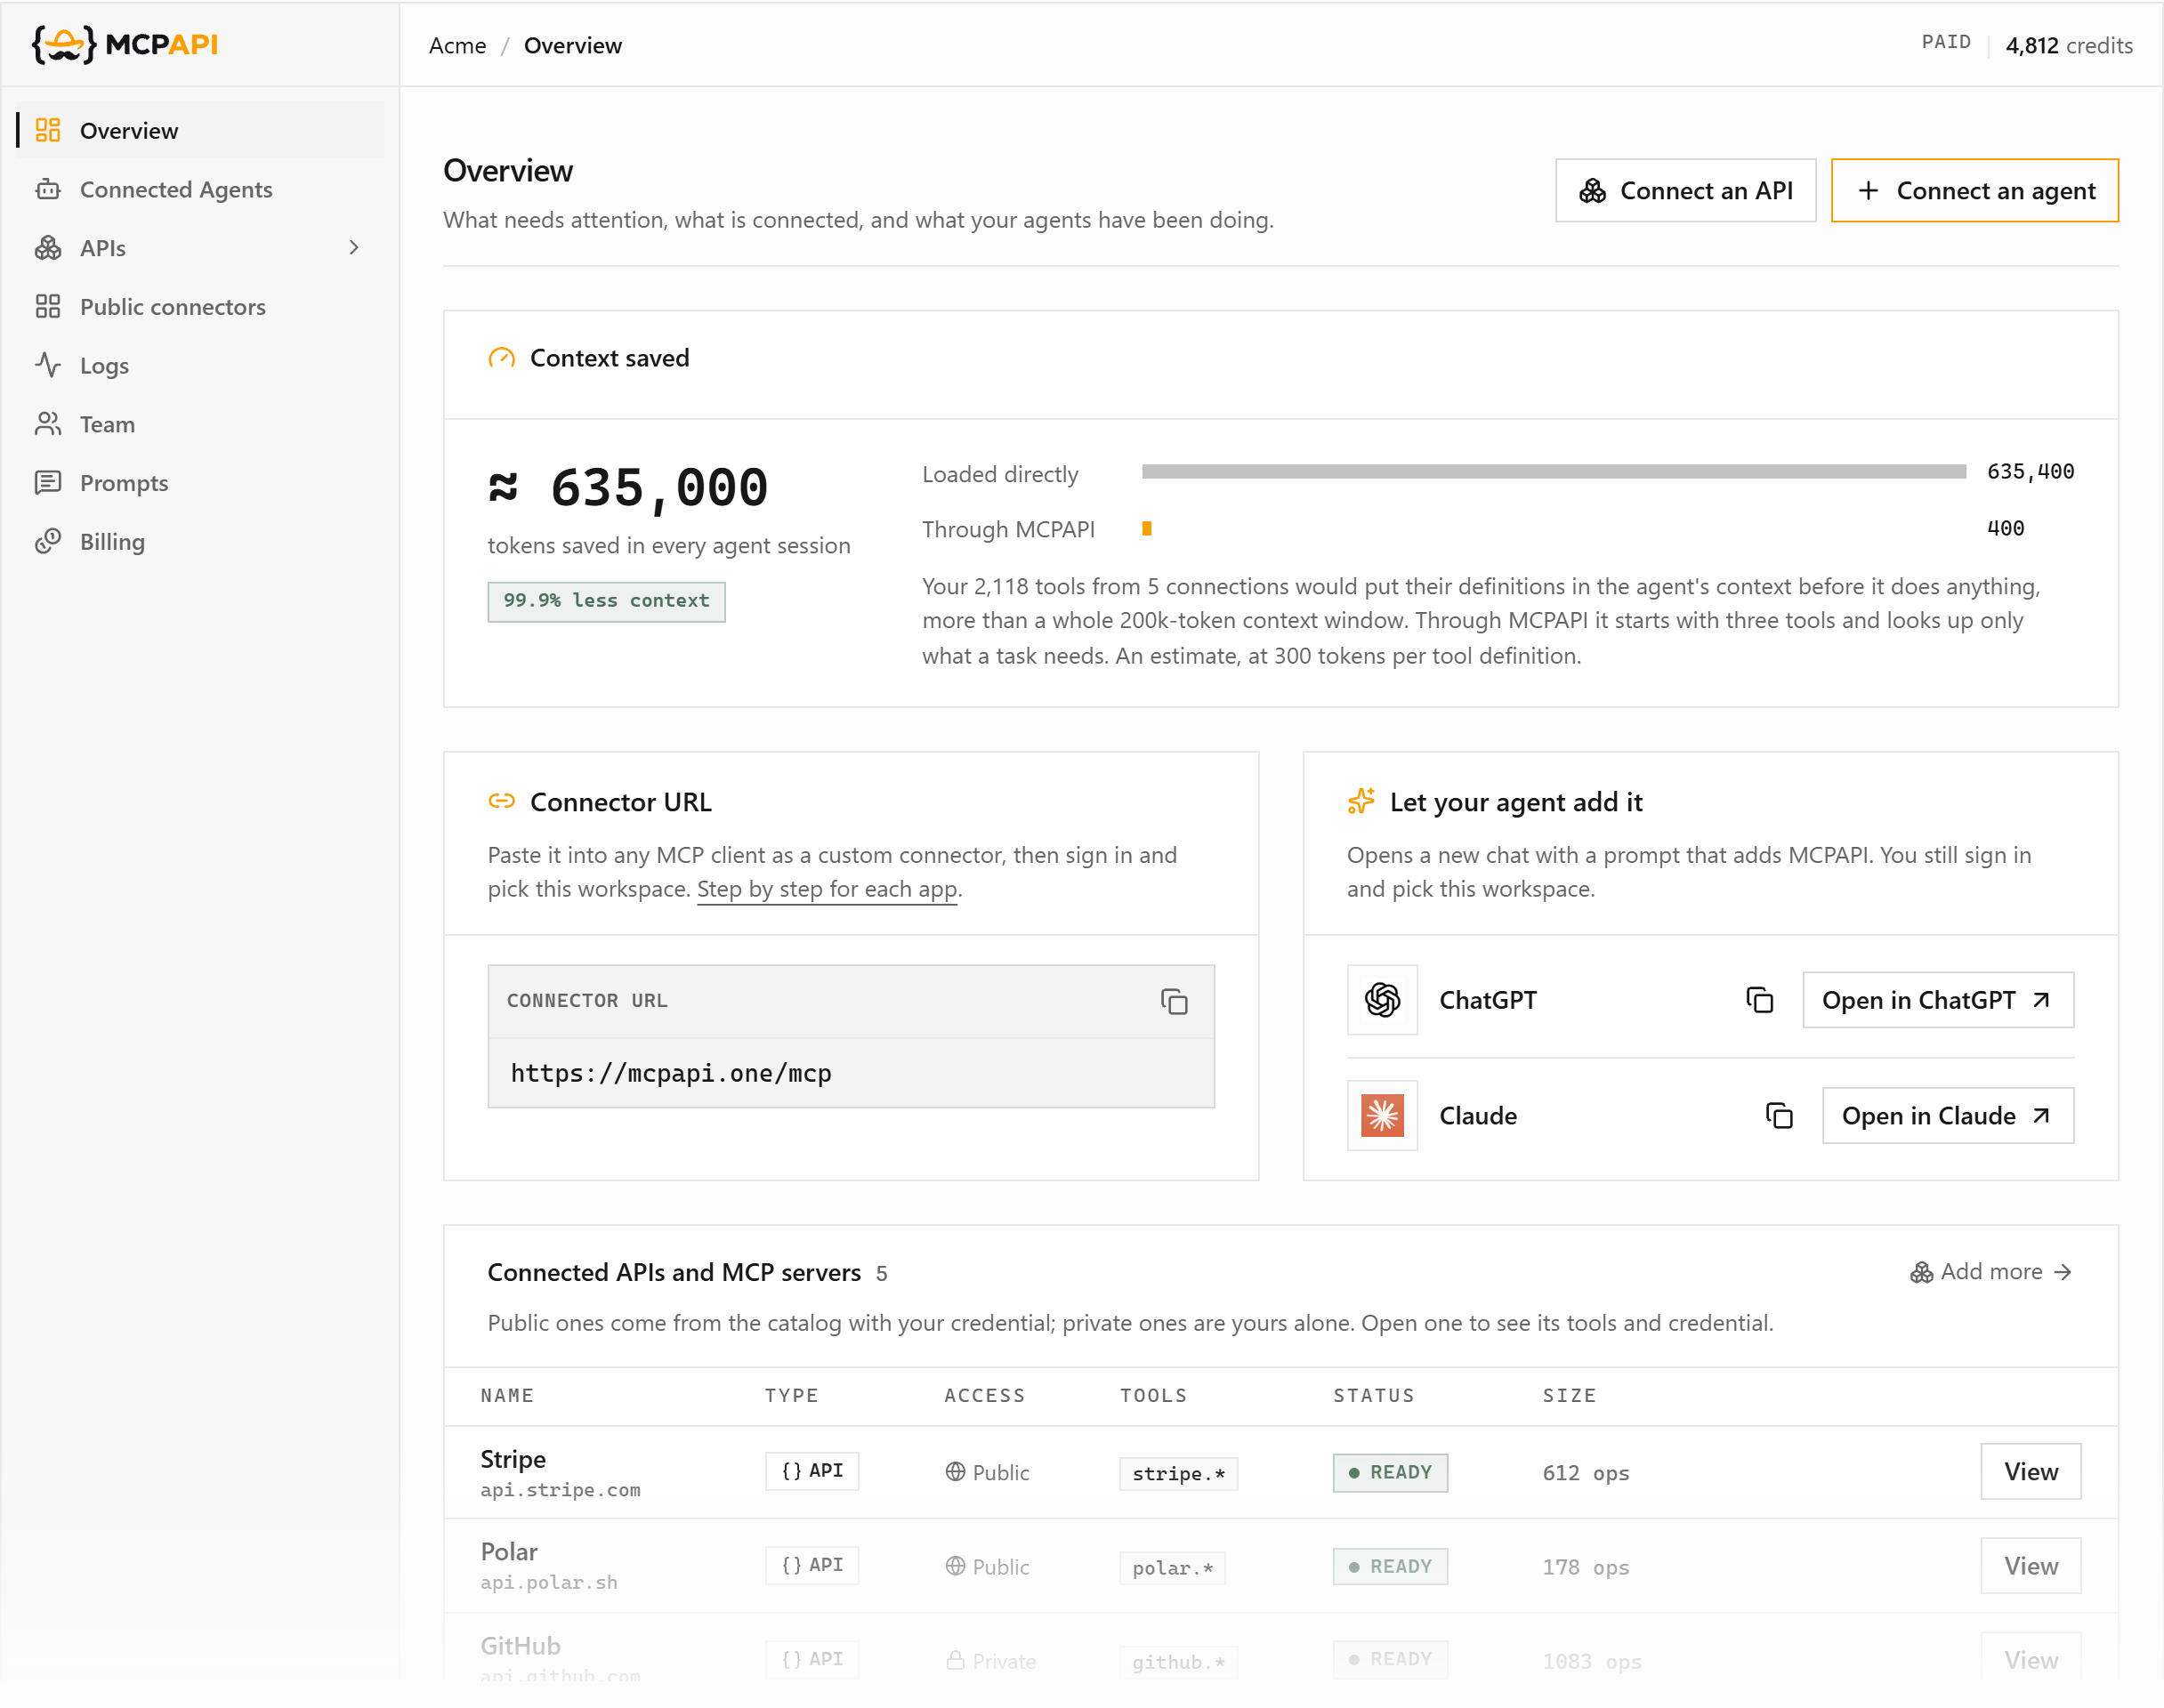 MCPAPI
Acme / Overview
PAID
4,812 credits
Overview
Connected Agents
APIs
Public connectors
Logs
Team
Prompts
Billing
Overview
What needs attention, what is connected, and what your agents have been doing.
Connect an API
+ Connect an agent
Context saved
≈ 635,000
tokens saved in every agent session
99.9% less context
Loaded directly
635,400
Through MCPAPI
400
Your 2,118 tools from 5 connections would put their definitions in the agent's context before it does anything,
more than a whole 200k-token context window. Through MCPAPI it starts with three tools and looks up only
what a task needs. An estimate, at 300 tokens per tool definition.
Connector URL
Paste it into any MCP client as a custom connector, then sign in and
pick this workspace. Step by step for each app.
CONNECTOR URL
https://mcpapi.one/mcp
Let your agent add it
Opens a new chat with a prompt that adds MCPAPI. You still sign in
and pick this workspace.
ChatGPT
Open in ChatGPT
Claude
Open in Claude
Connected APIs and MCP servers 5
Add more
Public ones come from the catalog with your credential; private ones are yours alone. Open one to see its tools and credential.
NAME TYPE ACCESS TOOLS STATUS SIZE
Stripe
api.stripe.com
{} API
Public
stripe.*
READY
612 ops
View
Polar
api.polar.sh
{} API
Public
polar.*
READY
178 ops
View
GitHub
api.github.com
{} API
Private
github.*
READY
1083 ops
View